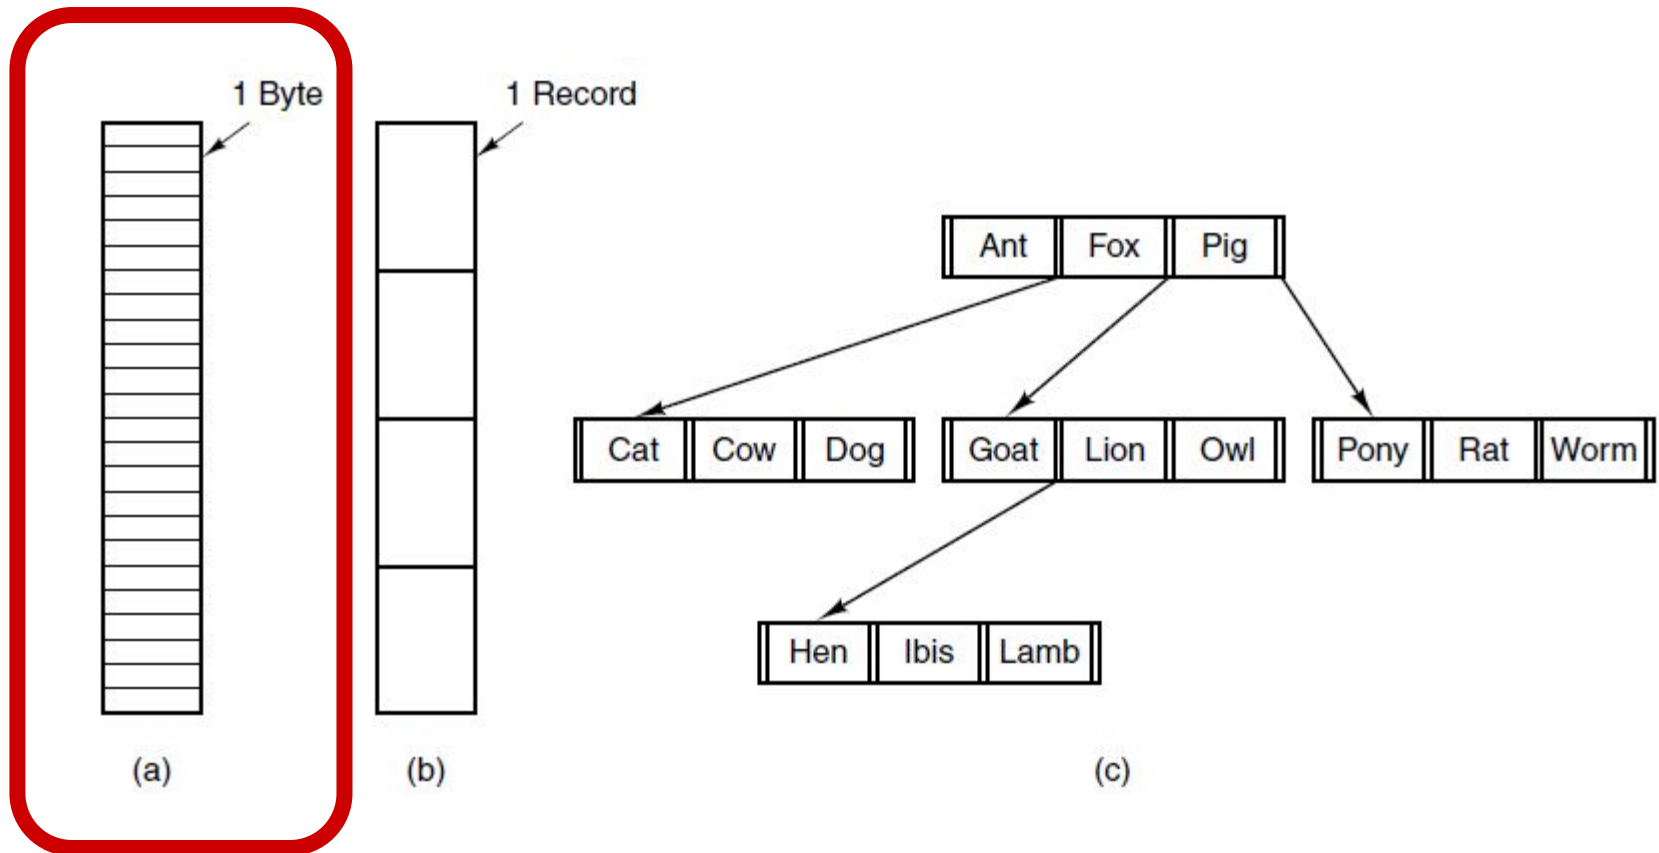 1 Byte
1 Record
Ant Fox Pig
Cat Cow Dog
Goat Lion Owl
Pony Rat Worm
Hen Ibis Lamb
(a)
(b)
(c)